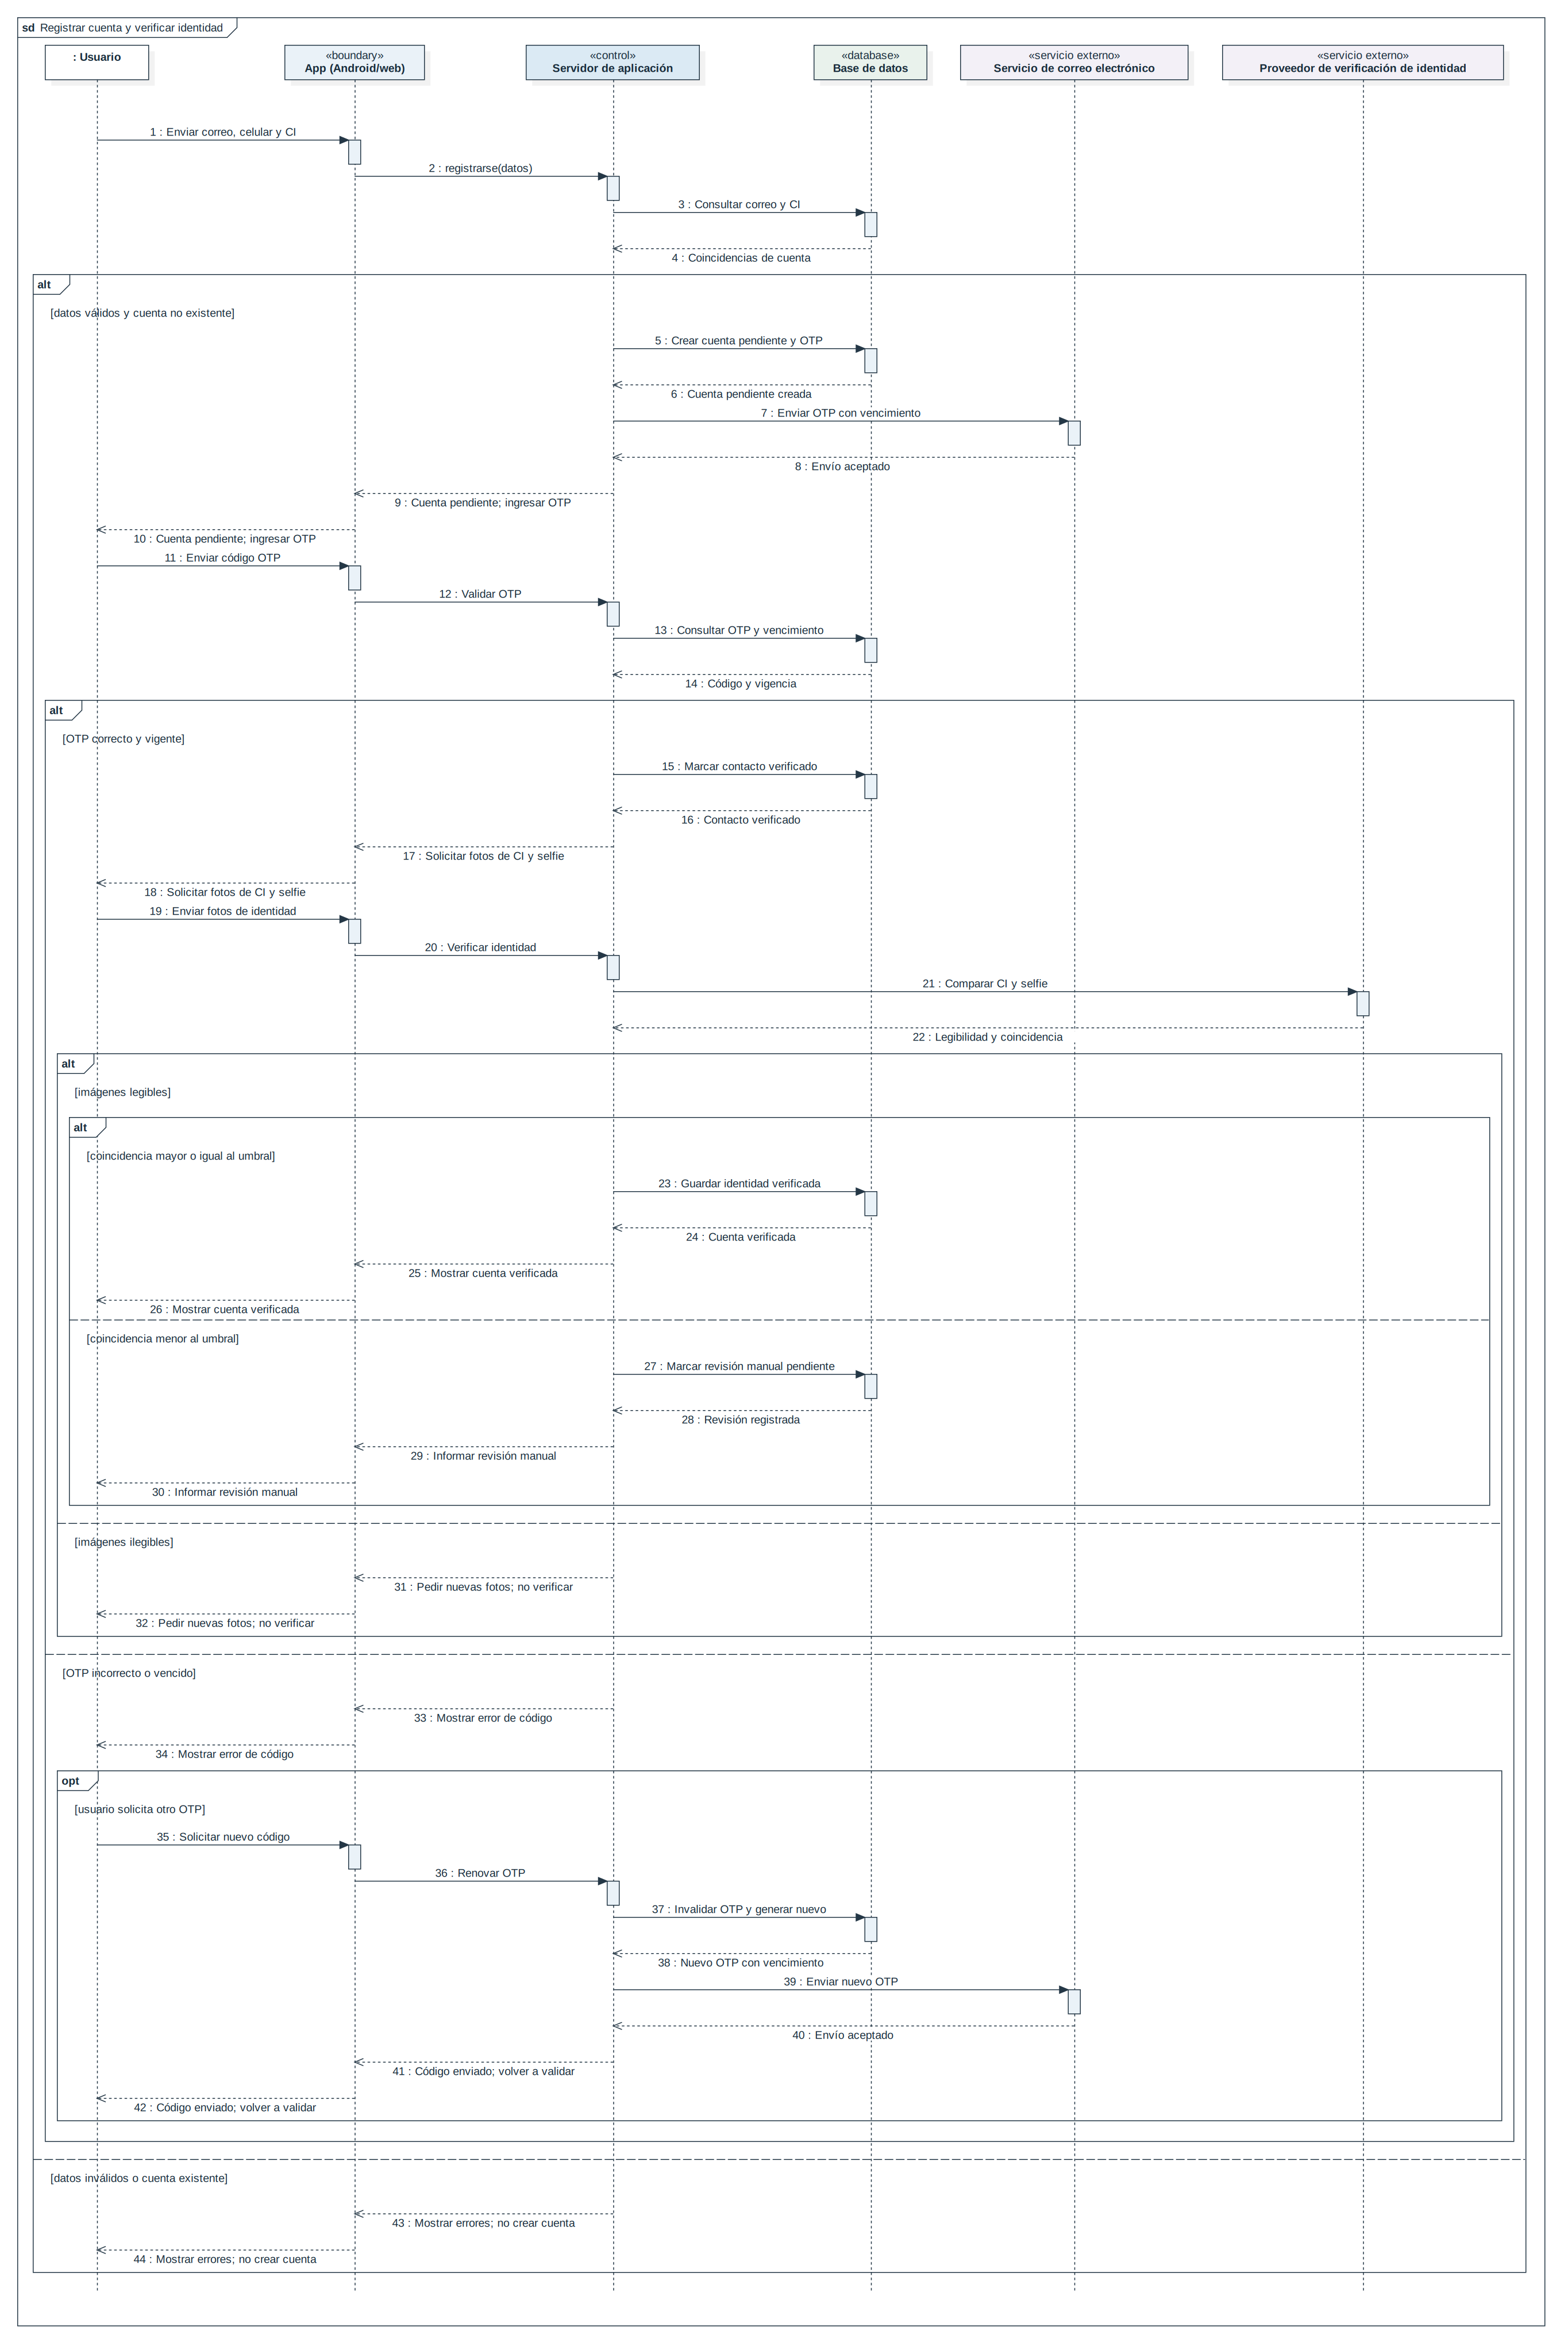 sd Registrar cuenta y verificar identidad
: Usuario
«boundary»
App (Android/web)
«control»
Servidor de aplicación
«database»
Base de datos
«servicio externo»
Servicio de correo electrónico
«servicio externo»
Proveedor de verificación de identidad
1 : Enviar correo, celular y CI
2 : registrarse(datos)
3 : Consultar correo y CI
4 : Coincidencias de cuenta
alt
[datos válidos y cuenta no existente]
5 : Crear cuenta pendiente y OTP
6 : Cuenta pendiente creada
7 : Enviar OTP con vencimiento
8 : Envío aceptado
9 : Cuenta pendiente; ingresar OTP
10 : Cuenta pendiente; ingresar OTP
11 : Enviar código OTP
12 : Validar OTP
13 : Consultar OTP y vencimiento
14 : Código y vigencia
alt
[OTP correcto y vigente]
15 : Marcar contacto verificado
16 : Contacto verificado
17 : Solicitar fotos de CI y selfie
18 : Solicitar fotos de CI y selfie
19 : Enviar fotos de identidad
20 : Verificar identidad
21 : Comparar CI y selfie
22 : Legibilidad y coincidencia
alt
[imágenes legibles]
alt
[coincidencia mayor o igual al umbral]
23 : Guardar identidad verificada
24 : Cuenta verificada
25 : Mostrar cuenta verificada
26 : Mostrar cuenta verificada
[coincidencia menor al umbral]
27 : Marcar revisión manual pendiente
28 : Revisión registrada
29 : Informar revisión manual
30 : Informar revisión manual
[imágenes ilegibles]
31 : Pedir nuevas fotos; no verificar
32 : Pedir nuevas fotos; no verificar
[OTP incorrecto o vencido]
33 : Mostrar error de código
34 : Mostrar error de código
opt
[usuario solicita otro OTP]
35 : Solicitar nuevo código
36 : Renovar OTP
37 : Invalidar OTP y generar nuevo
38 : Nuevo OTP con vencimiento
39 : Enviar nuevo OTP
40 : Envío aceptado
41 : Código enviado; volver a validar
42 : Código enviado; volver a validar
[datos inválidos o cuenta existente]
43 : Mostrar errores; no crear cuenta
44 : Mostrar errores; no crear cuenta